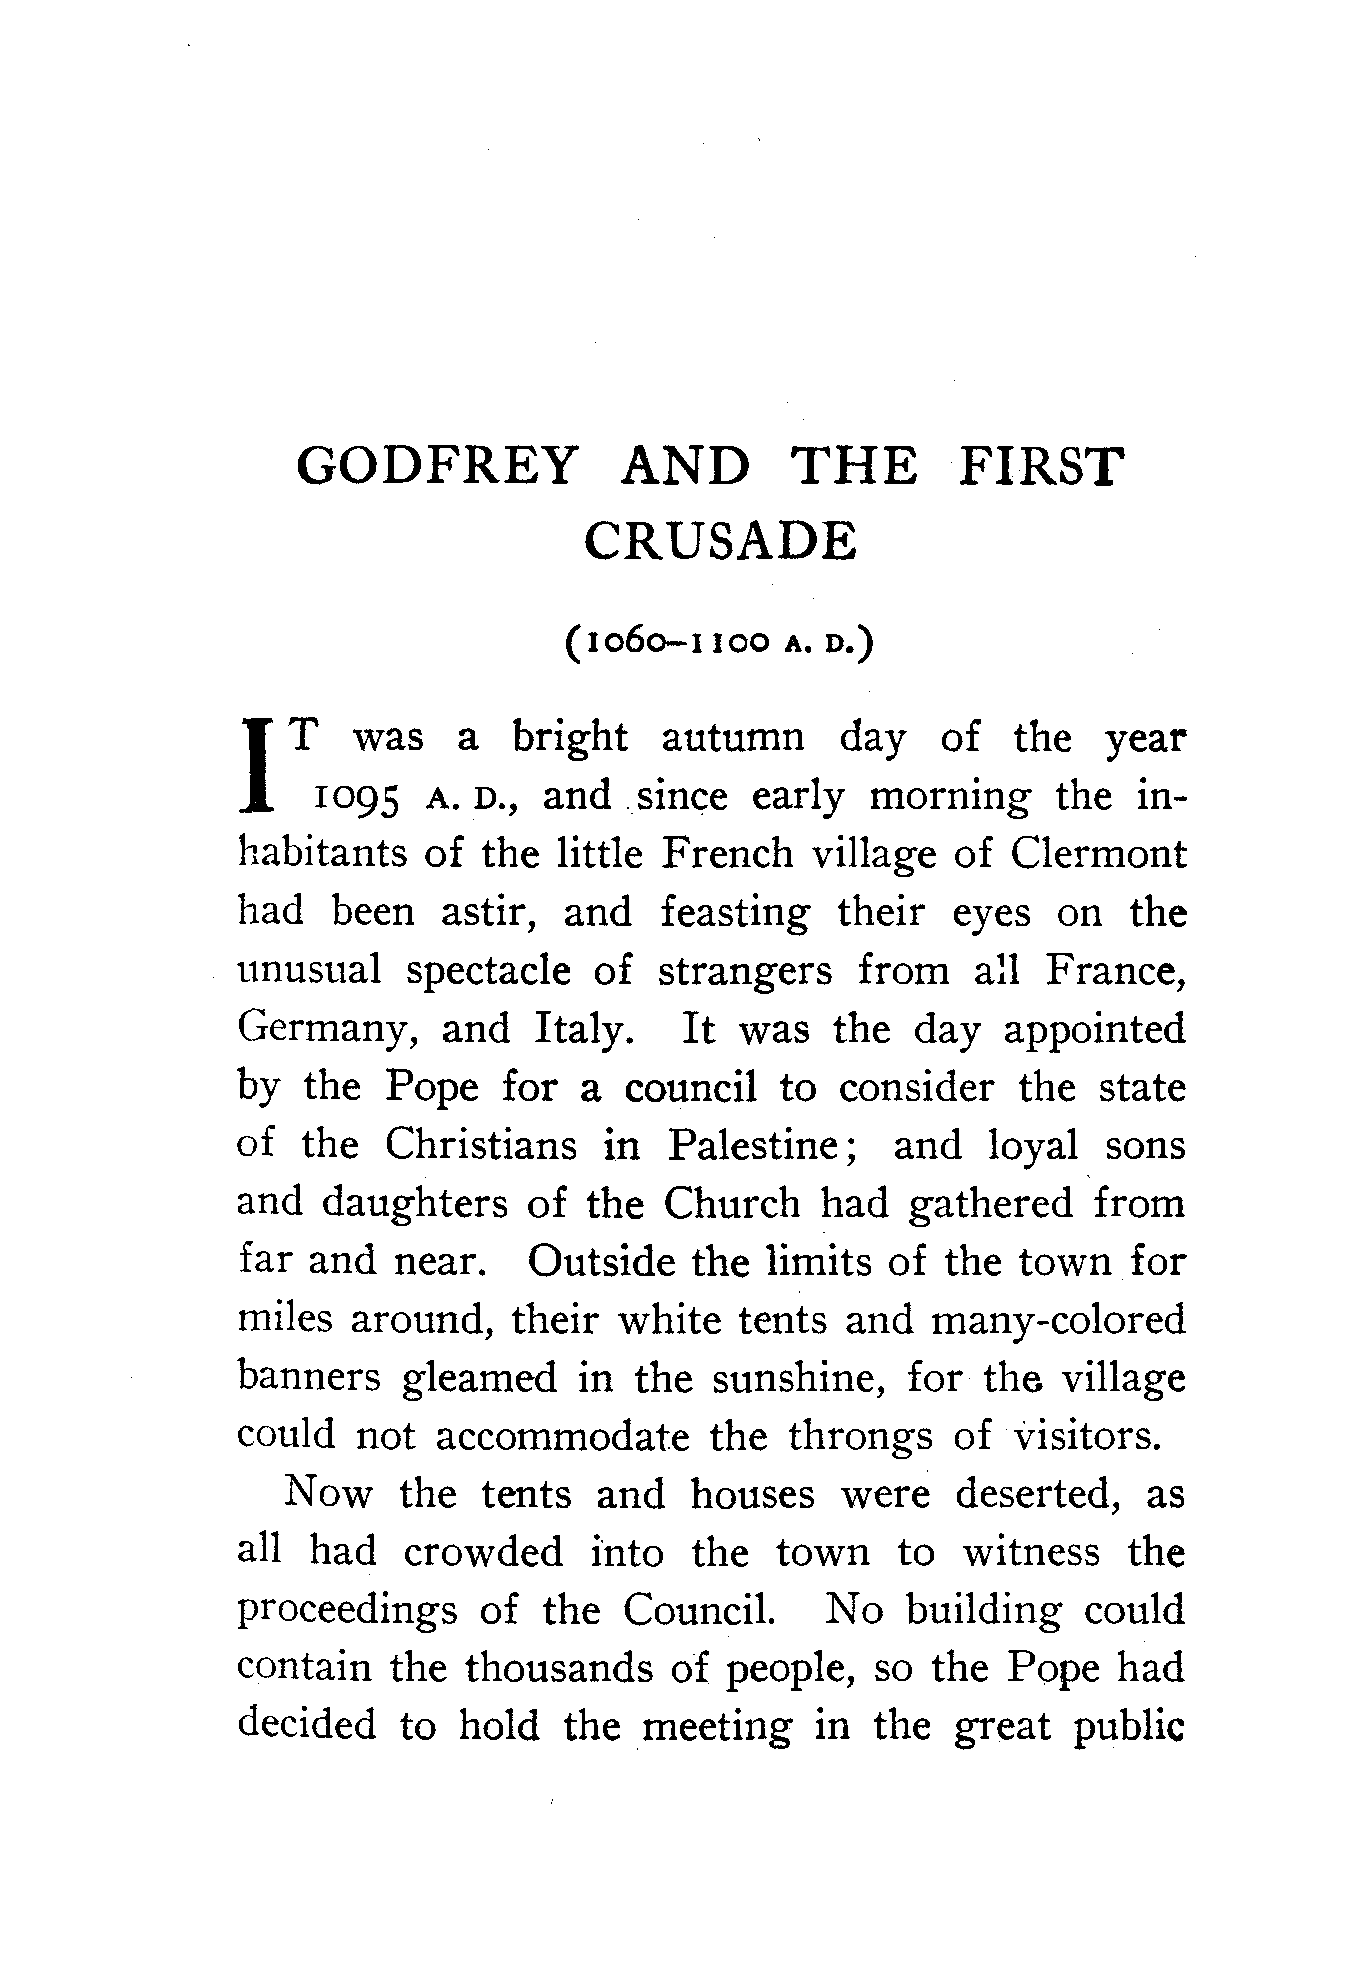 GODFREY AND THE FIRST
CRUSADE
(1060–1100 A. D.)
IT was a bright autumn day of the year
1095 A. D., and since early morning the in-
habitants of the little French village of Clermont
had been astir, and feasting their eyes on the
unusual spectacle of strangers from all France,
Germany, and Italy. It was the day appointed
by the Pope for a council to consider the state
of the Christians in Palestine; and loyal sons
and daughters of the Church had gathered from
far and near. Outside the limits of the town for
miles around, their white tents and many-colored
banners gleamed in the sunshine, for the village
could not accommodate the throngs of visitors.
Now the tents and houses were deserted, as
all had crowded into the town to witness the
proceedings of the Council. No building could
contain the thousands of people, so the Pope had
decided to hold the meeting in the great public